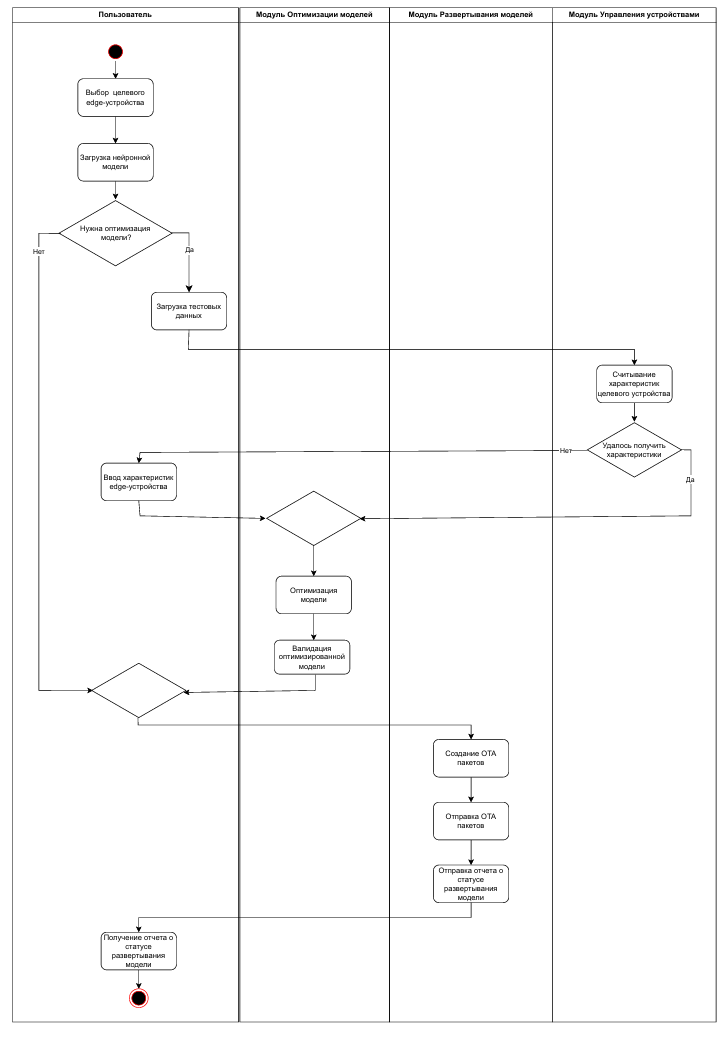 Пользователь
Модуль Оптимизации моделей
Модуль Развертывания моделей
Модуль Управления устройствами
Выбор целевого
edge-устройства
Загрузка нейронной
модели
Нужна оптимизация
модели?
Нет
Да
Загрузка тестовых
данных
Считывание
характеристик
целевого устройства
Удалось получить
характеристики
Нет
Да
Ввод характеристик
edge-устройства
Оптимизация
модели
Валидация
оптимизированной
модели
Создание OTA
пакетов
Отправка OTA
пакетов
Отправка отчета о
статусе
развертывания
модели
Получение отчета о
статусе
развертывания
модели